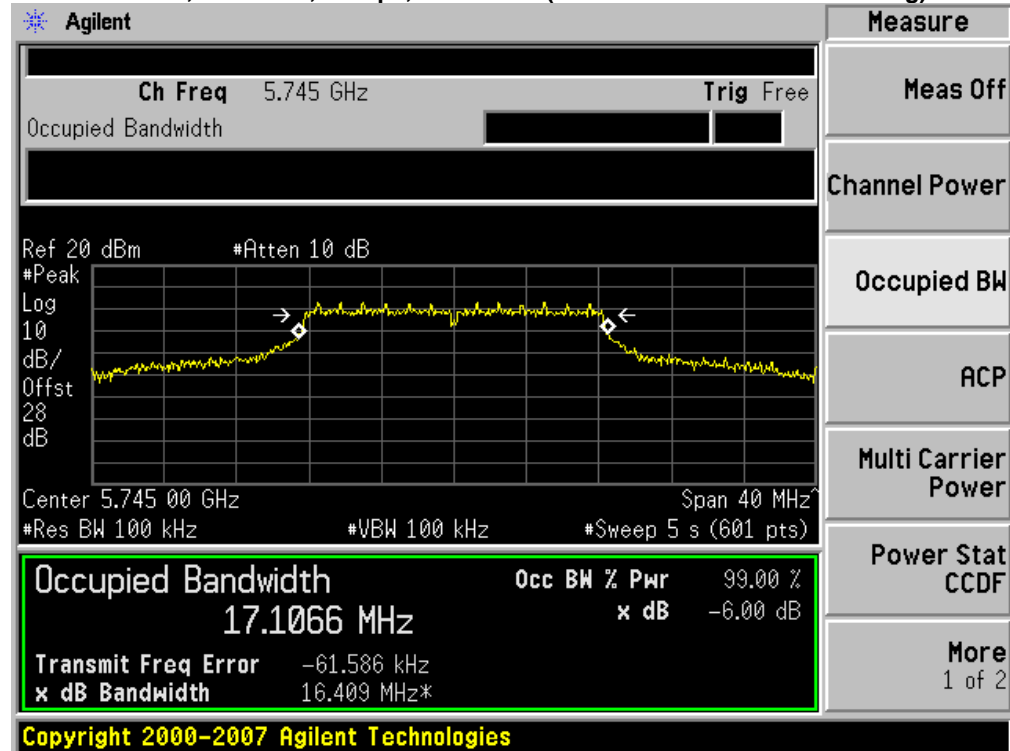 Agilent
Measure
Ch Freq 5.745 GHz Trig Free
Occupied Bandwidth
Meas Off
Channel Power
Occupied BW
ACP
Multi Carrier Power
Power Stat CCDF
More
1 of 2
Ref 20 dBm #Atten 10 dB
#Peak
Log
10
dB/
Offst
28
dB
Center 5.745 00 GHz Span 40 MHz^
#Res BW 100 kHz #VBW 100 kHz #Sweep 5 s (601 pts)
Occupied Bandwidth Occ BW % Pwr 99.00 %
17.1066 MHz x dB -6.00 dB
Transmit Freq Error -61.586 kHz
x dB Bandwidth 16.409 MHz*
Copyright 2000-2007 Agilent Technologies